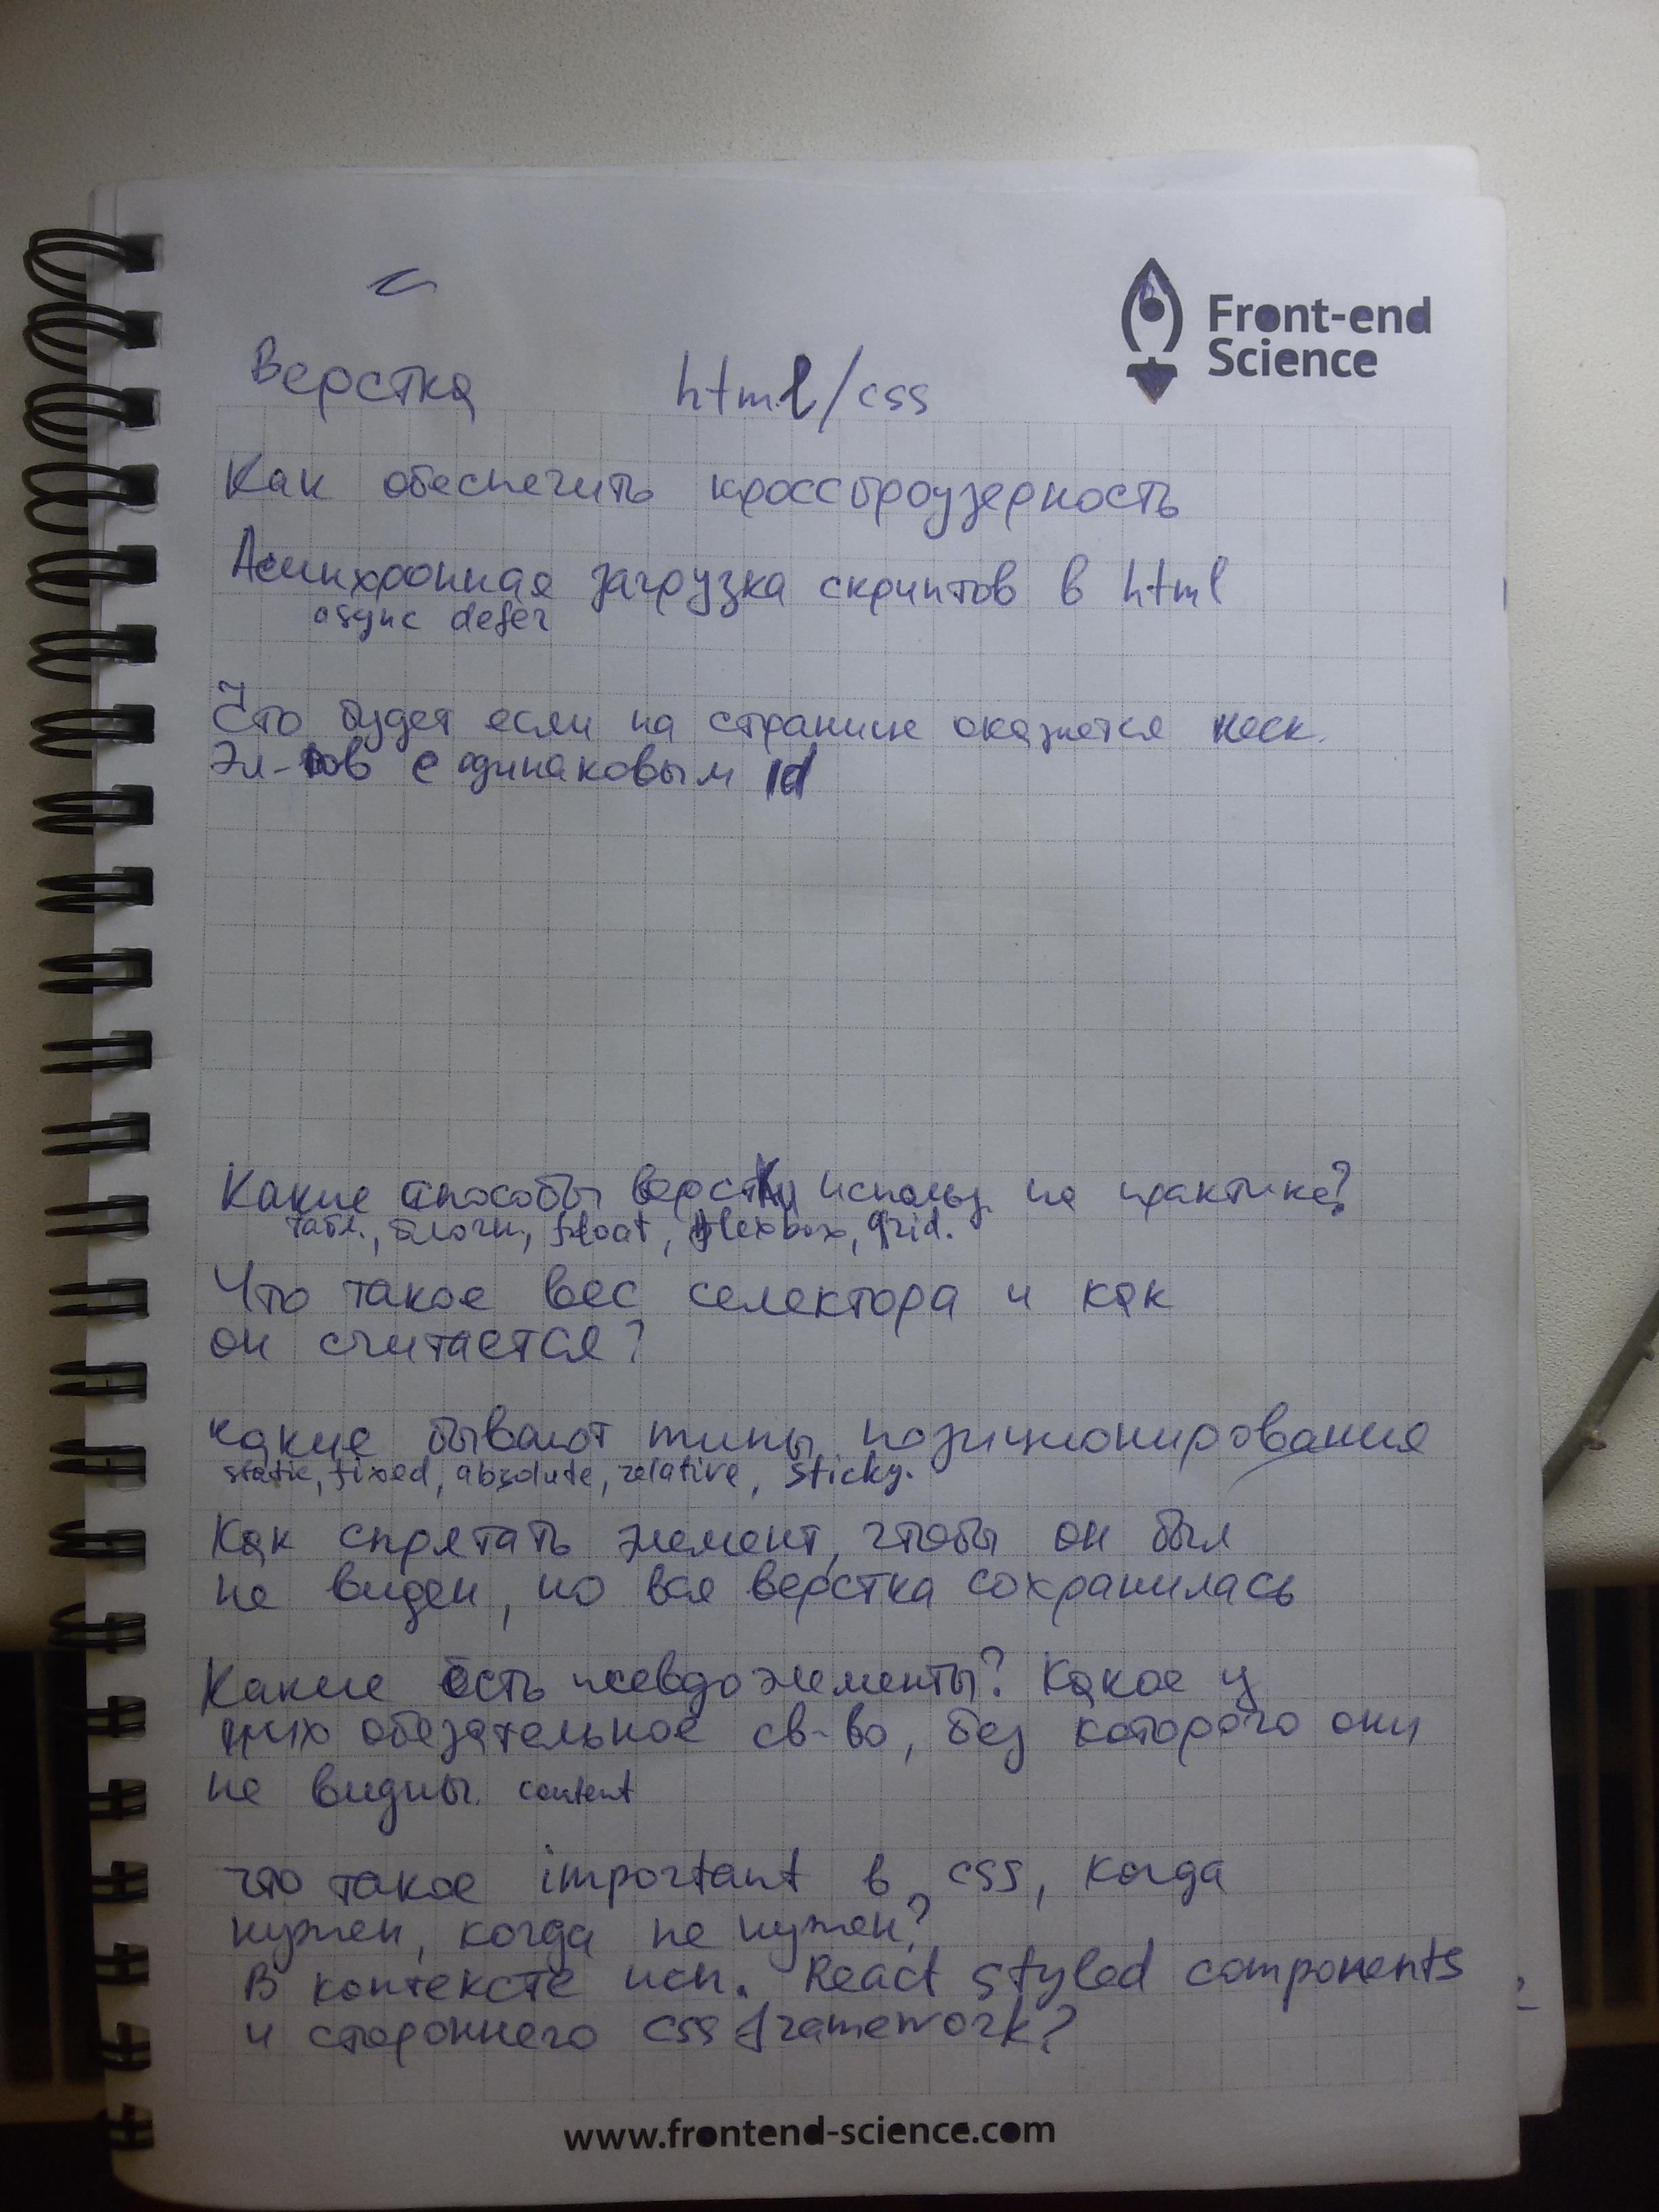 Front-end
Science
Верстка html/css
Как обеспечить кроссброузерность
Асинхронная загрузка скриптов в html
async defer
Что будет если на странице окажется неск.
Эл-тов с одинаковым id
Какие способы верстки использ на практике?
табл., блочн, float, flexbox, grid.
Что такое вес селектора и как
он считается?
какие бывают типы позиционирования
static, fixed, absolute, relative, sticky.
Как спрятать элемент, чтобы он был
не виден, но вся верстка сохранилась
Какие есть псевдоэлементы? Какое у
них обязательное св-во, без которого они
не видны. content
что такое important в css, когда
нужен, когда не нужен?
В контексте исп. React styled components
и стороннего css framework?
www.frontend-science.com